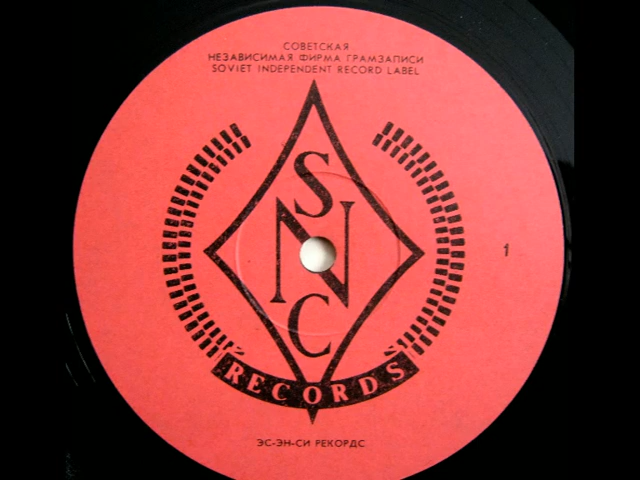 СОВЕТСКАЯ
НЕЗАВИСИМАЯ ФИРМА ГРАМЗАПИСИ
SOVIET INDEPENDENT RECORD LABEL
S
N
C
1
RECORDS
ЭС-ЭН-СИ РЕКОРДС